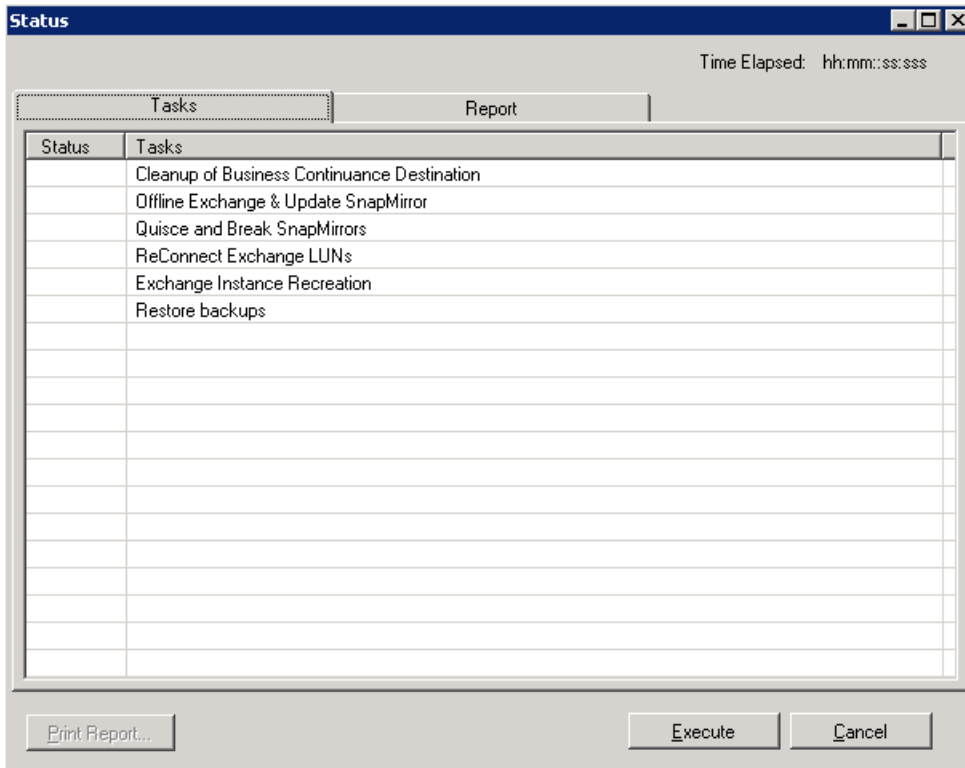 Status
Time Elapsed: hh:mm::ss:sss
Tasks Report
Status Tasks
Cleanup of Business Continuance Destination
Offline Exchange & Update SnapMirror
Quisce and Break SnapMirrors
ReConnect Exchange LUNs
Exchange Instance Recreation
Restore backups
Print Report... Execute Cancel